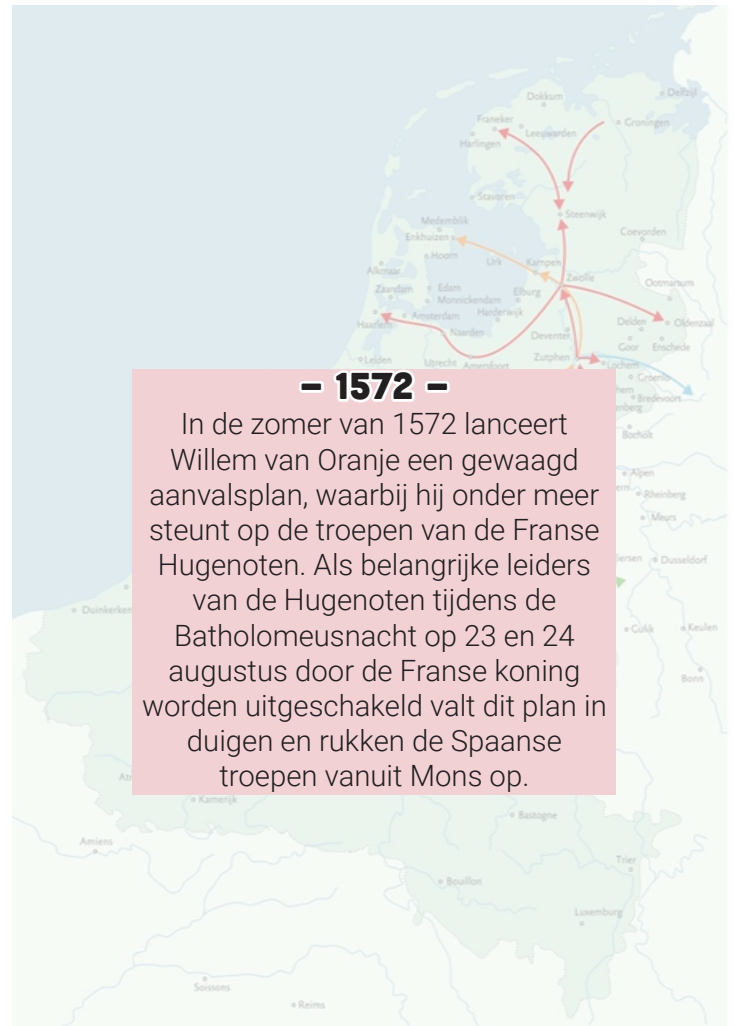 Dokkum
Delfzijl
Franeker
Groningen
Leeuwarden
Harlingen
Stavoren
Steenwijk
Medemblik
Coevorden
Enkhuizen
Hoorn
Urk
Kampen
Alkmaar
Zwolle
Ootmarsum
Zaandam
Edam
Elburg
Monnickendam
Harderwijk
Haarlem
Amsterdam
Delden
Oldenzaal
Naarden
Deventer
Goor
Enschede
Leiden
Utrecht
Amersfoort
Zutphen
Lochem
Groenlo
Bredevoort
– 1572 –
In de zomer van 1572 lanceert
Willem van Oranje een gewaagd
aanvalsplan, waarbij hij onder meer
steunt op de troepen van de Franse
Hugenoten. Als belangrijke leiders
van de Hugenoten tijdens de
Batholomeusnacht op 23 en 24
augustus door de Franse koning
worden uitgeschakeld valt dit plan in
duigen en rukken de Spaanse
troepen vanuit Mons op.
Bocholt
Alpen
Rheinberg
Meurs
Dusseldorf
Duinkerken
Gulik
Keulen
Bonn
Kamerijk
Bastogne
Amiens
Trier
Bouillon
Luxemburg
Soissons
Reims